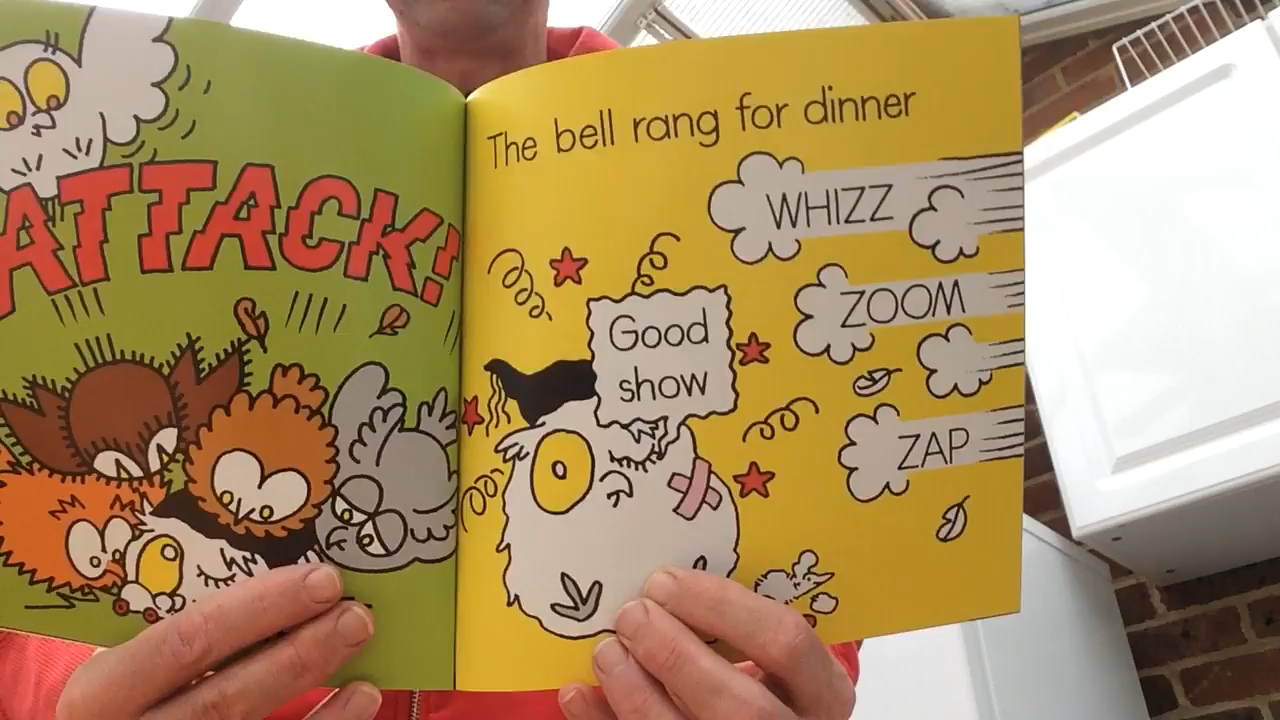 ATTACK!
The bell rang for dinner
WHIZZ
ZOOM
Good
show
ZAP